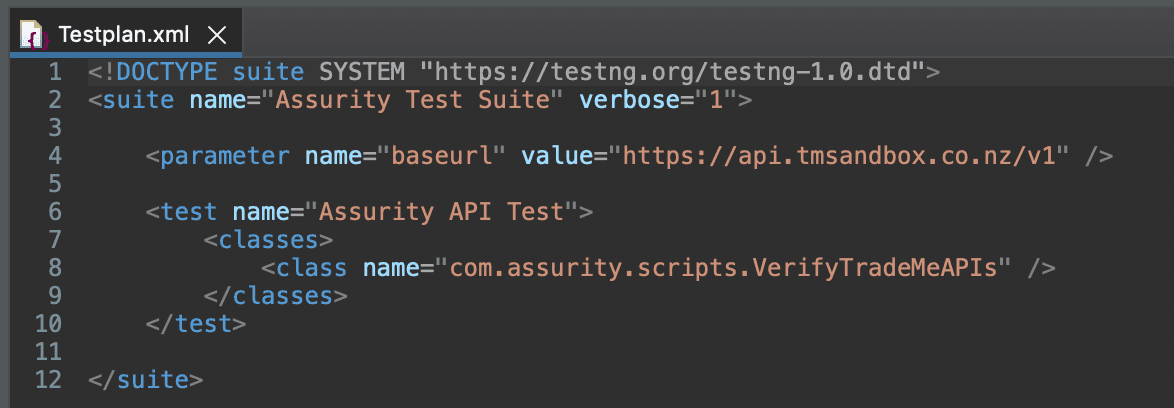 Testplan.xml
1 <!DOCTYPE suite SYSTEM "https://testng.org/testng-1.0.dtd">
2 <suite name="Assurity Test Suite" verbose="1">
3
4     <parameter name="baseurl" value="https://api.tmsandbox.co.nz/v1" />
5
6     <test name="Assurity API Test">
7         <classes>
8             <class name="com.assurity.scripts.VerifyTradeMeAPIs" />
9         </classes>
10     </test>
11
12 </suite>